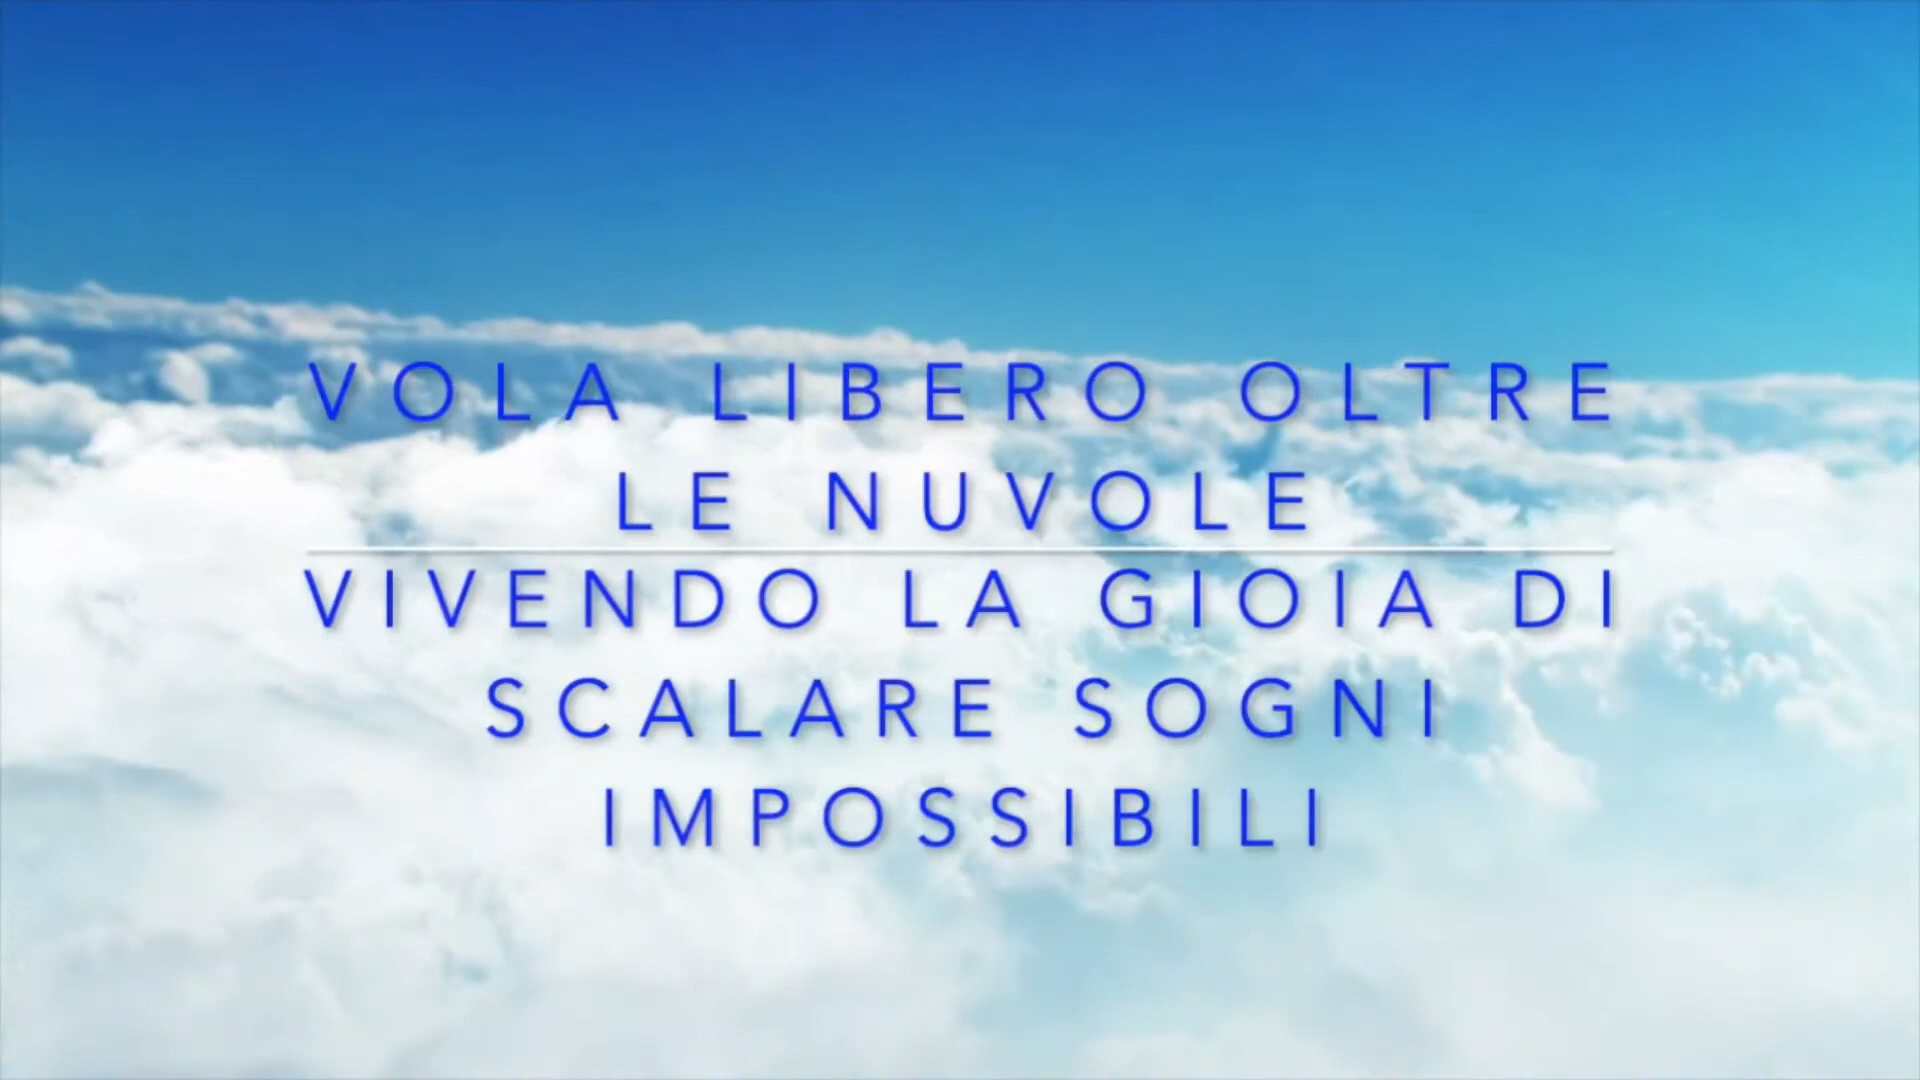 VOLA LIBERO OLTRE
LE NUVOLE
VIVENDO LA GIOIA DI
SCALARE SOGNI
IMPOSSIBILI